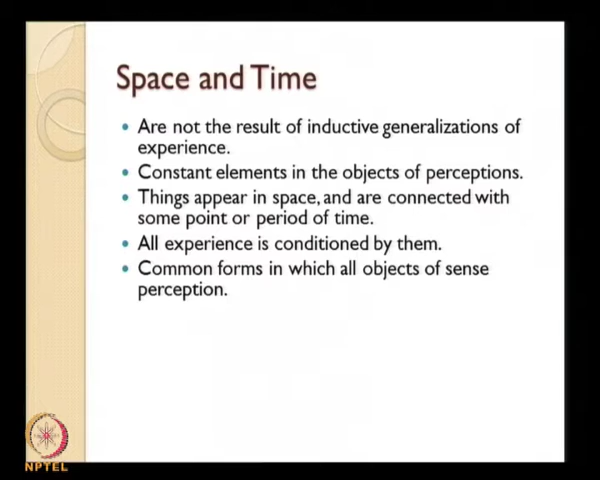 Space and Time
• Are not the result of inductive generalizations of
experience.
• Constant elements in the objects of perceptions.
• Things appear in space, and are connected with
some point or period of time.
• All experience is conditioned by them.
• Common forms in which all objects of sense
perception.
NPTEL